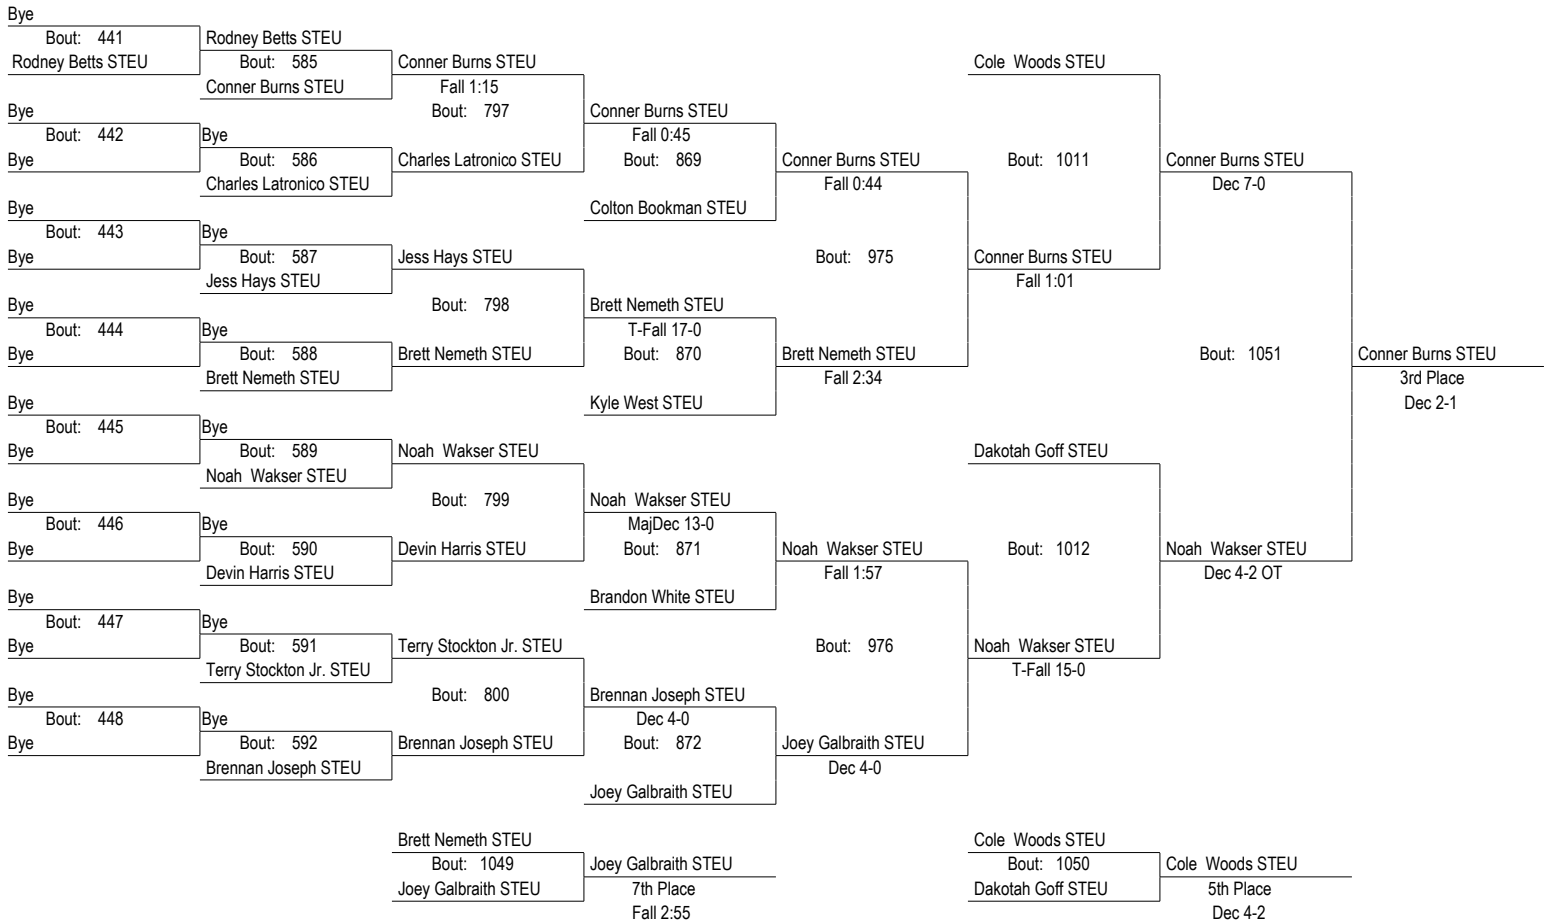 Bye
Bout: 441
Rodney Betts STEU
Rodney Betts STEU
Bout: 585
Conner Burns STEU
Conner Burns STEU
Fall 1:15
Bout: 797
Bye
Bout: 442
Bye
Bye
Bout: 586
Charles Latronico STEU
Charles Latronico STEU
Conner Burns STEU
Fall 0:45
Bout: 869
Colton Bookman STEU
Conner Burns STEU
Fall 0:44
Bout: 975
Bye
Bout: 443
Bye
Bye
Bout: 587
Jess Hays STEU
Jess Hays STEU
Bout: 798
Bye
Bout: 444
Bye
Bye
Bout: 588
Brett Nemeth STEU
Brett Nemeth STEU
Brett Nemeth STEU
T-Fall 17-0
Bout: 870
Kyle West STEU
Brett Nemeth STEU
Fall 2:34
Cole Woods STEU
Bout: 1011
Conner Burns STEU
Fall 1:01
Conner Burns STEU
Dec 7-0
Bout: 1051
Bye
Bout: 445
Bye
Bye
Bout: 589
Noah Wakser STEU
Noah Wakser STEU
Bout: 799
Bye
Bout: 446
Bye
Bye
Bout: 590
Devin Harris STEU
Devin Harris STEU
Noah Wakser STEU
MajDec 13-0
Bout: 871
Brandon White STEU
Noah Wakser STEU
Fall 1:57
Bout: 976
Bye
Bout: 447
Bye
Bye
Bout: 591
Terry Stockton Jr. STEU
Terry Stockton Jr. STEU
Bout: 800
Bye
Bout: 448
Bye
Bye
Bout: 592
Brennan Joseph STEU
Brennan Joseph STEU
Brennan Joseph STEU
Dec 4-0
Bout: 872
Joey Galbraith STEU
Joey Galbraith STEU
Dec 4-0
Dakotah Goff STEU
Bout: 1012
Noah Wakser STEU
T-Fall 15-0
Noah Wakser STEU
Dec 4-2 OT
Conner Burns STEU
3rd Place
Dec 2-1
Brett Nemeth STEU
Bout: 1049
Joey Galbraith STEU
Joey Galbraith STEU
7th Place
Fall 2:55
Cole Woods STEU
Bout: 1050
Dakotah Goff STEU
Cole Woods STEU
5th Place
Dec 4-2